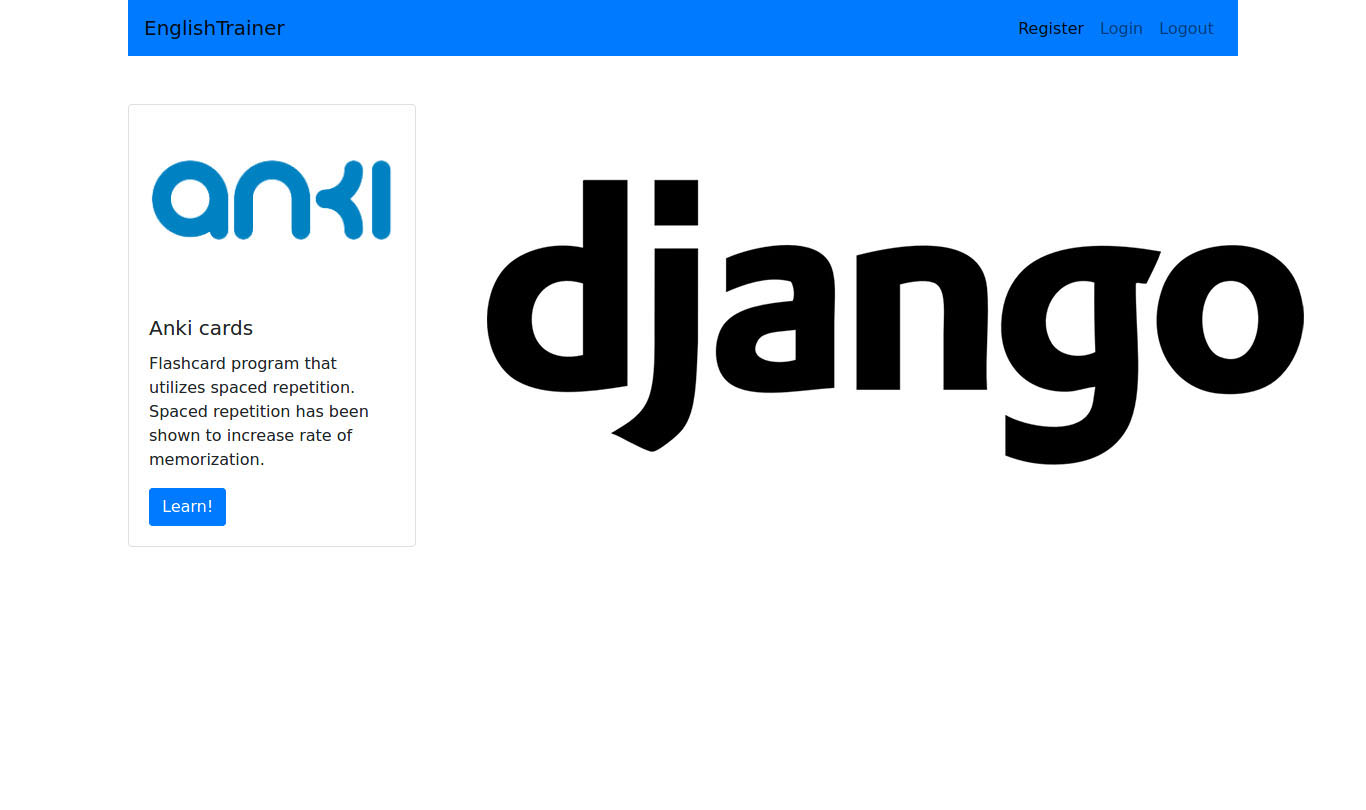 EnglishTrainer
Register Login Logout
anki
django
Anki cards
Flashcard program that
utilizes spaced repetition.
Spaced repetition has been
shown to increase rate of
memorization.
Learn!